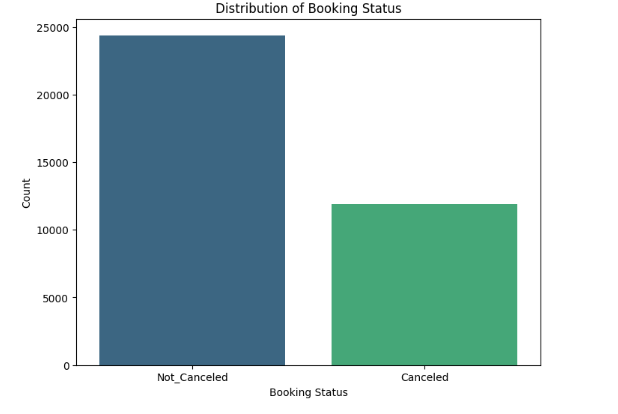 Distribution of Booking Status
25000
20000
15000
10000
5000
0
Count
Not_Canceled
Canceled
Booking Status